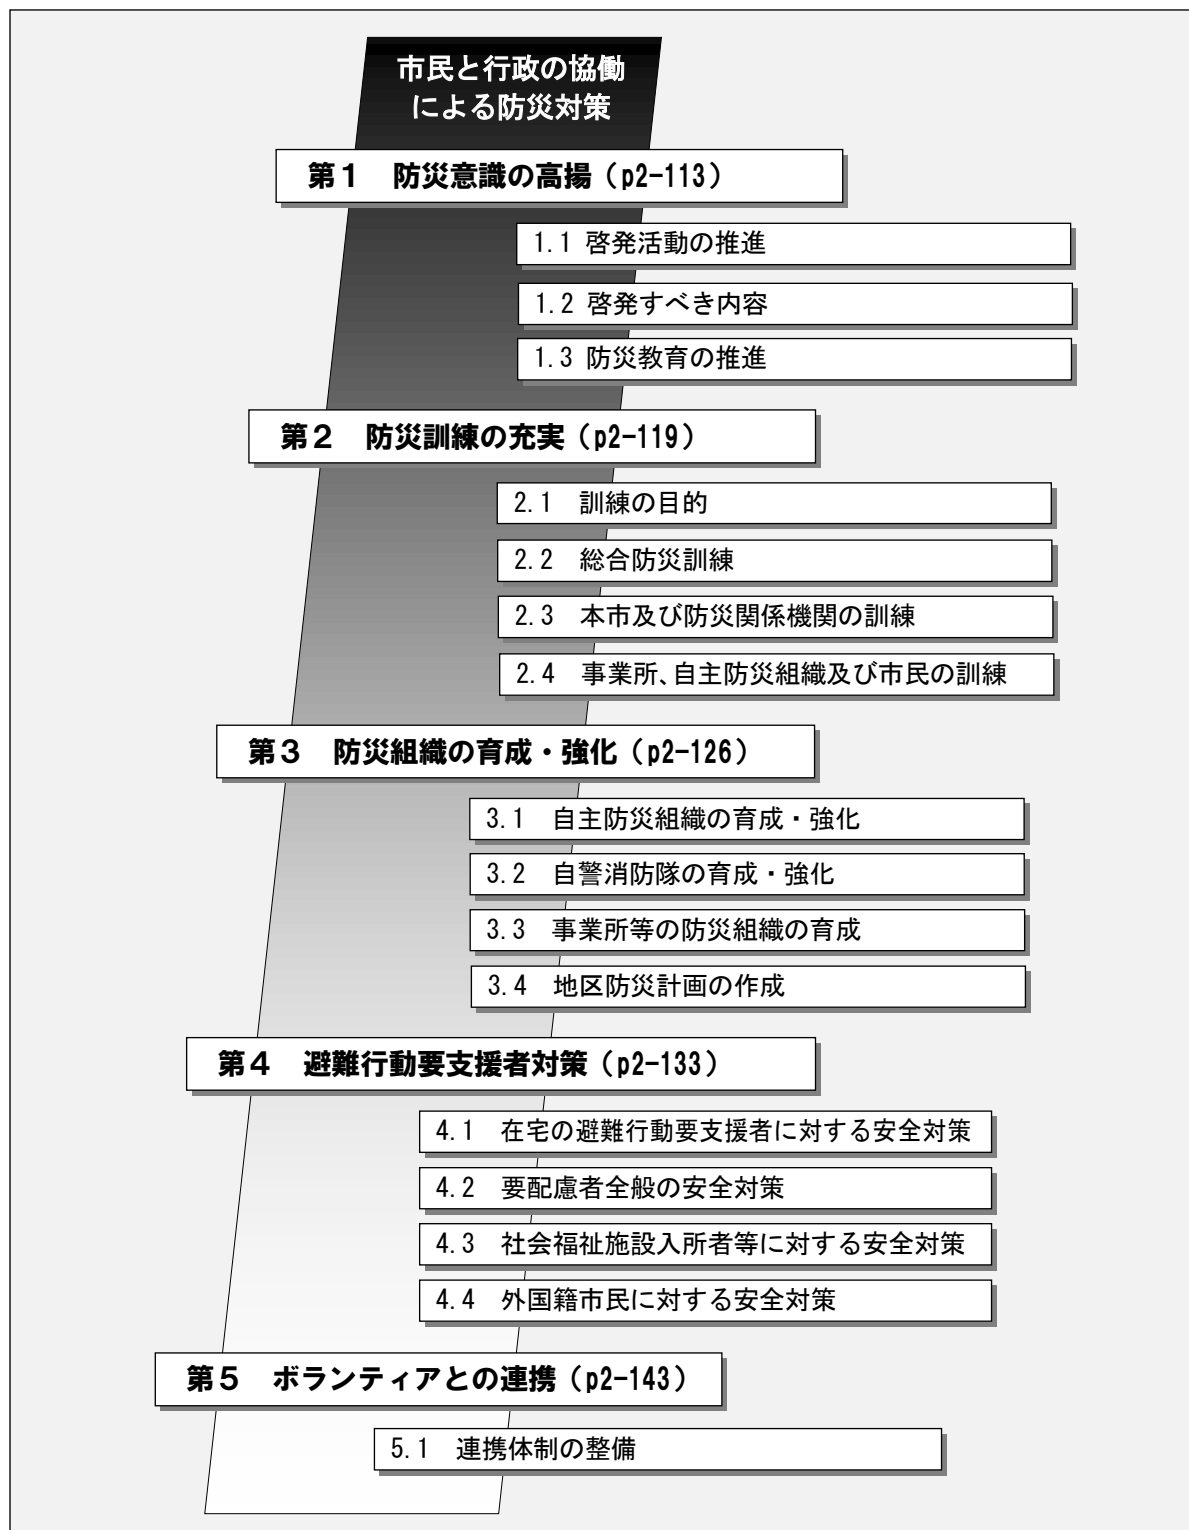 市民と行政の協働
による防災対策
第１　防災意識の高揚（p2-113）
1.1 啓発活動の推進
1.2 啓発すべき内容
1.3 防災教育の推進
第２　防災訓練の充実（p2-119）
2.1　訓練の目的
2.2　総合防災訓練
2.3　本市及び防災関係機関の訓練
2.4　事業所、自主防災組織及び市民の訓練
第３　防災組織の育成・強化（p2-126）
3.1　自主防災組織の育成・強化
3.2　自警消防隊の育成・強化
3.3　事業所等の防災組織の育成
3.4　地区防災計画の作成
第４　避難行動要支援者対策（p2-133）
4.1　在宅の避難行動要支援者に対する安全対策
4.2　要配慮者全般の安全対策
4.3　社会福祉施設入所者等に対する安全対策
4.4　外国籍市民に対する安全対策
第５　ボランティアとの連携（p2-143）
5.1　連携体制の整備